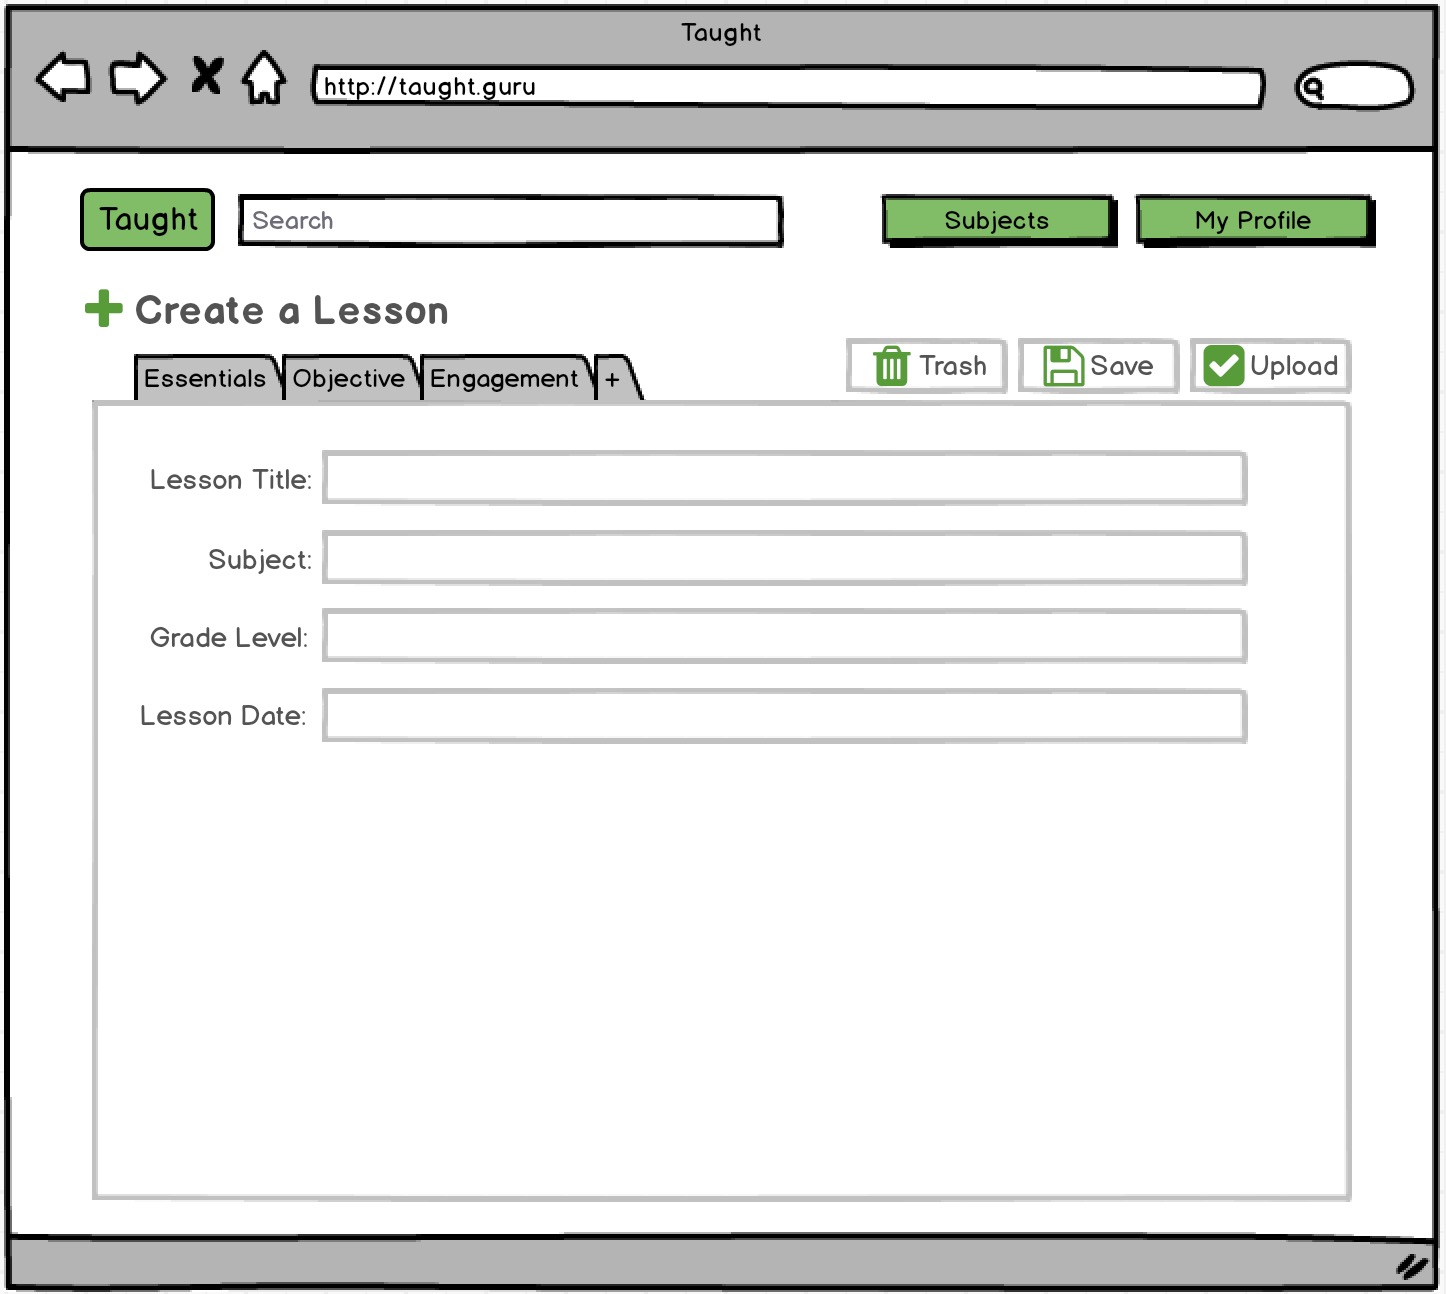 Taught
http://taught.guru
Taught Search Subjects My Profile
Create a Lesson
Essentials Objective Engagement + Trash Save Upload
Lesson Title:
Subject:
Grade Level:
Lesson Date: